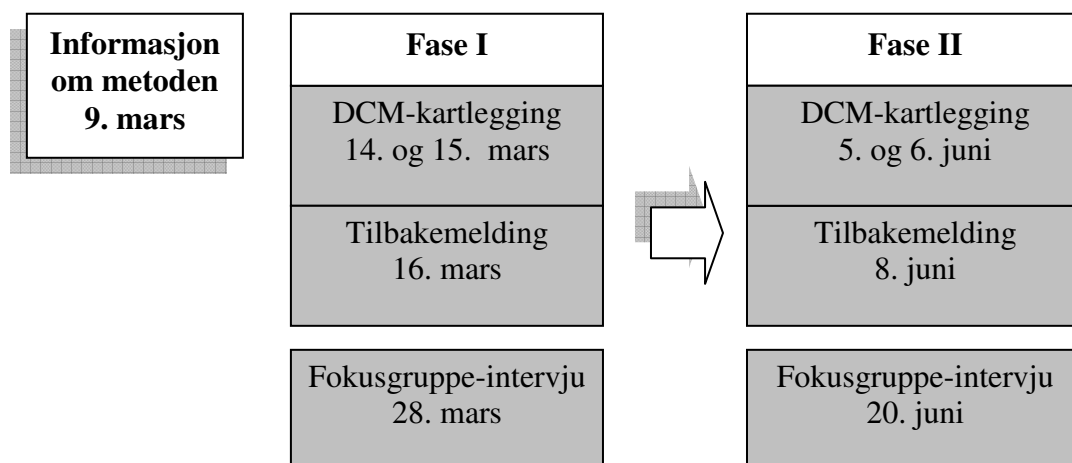 Informasjon
om metoden
9. mars
Fase I
DCM-kartlegging
14. og 15.  mars
Tilbakemelding
16. mars
Fokusgruppe-intervju
28. mars
Fase II
DCM-kartlegging
5. og 6. juni
Tilbakemelding
8. juni
Fokusgruppe-intervju
20. juni